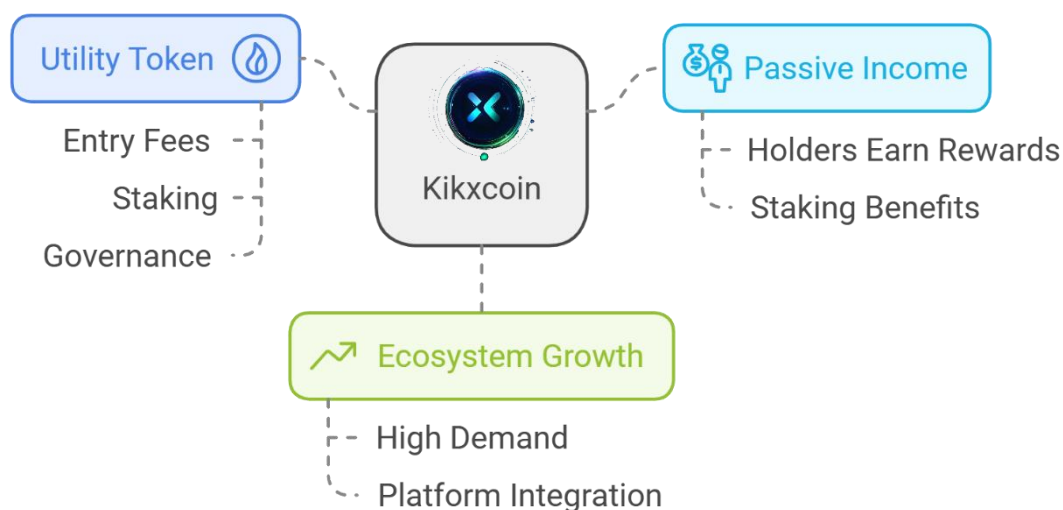 Utility Token
Entry Fees
Staking
Governance
Kikxcoin
Passive Income
Holders Earn Rewards
Staking Benefits
Ecosystem Growth
High Demand
Platform Integration